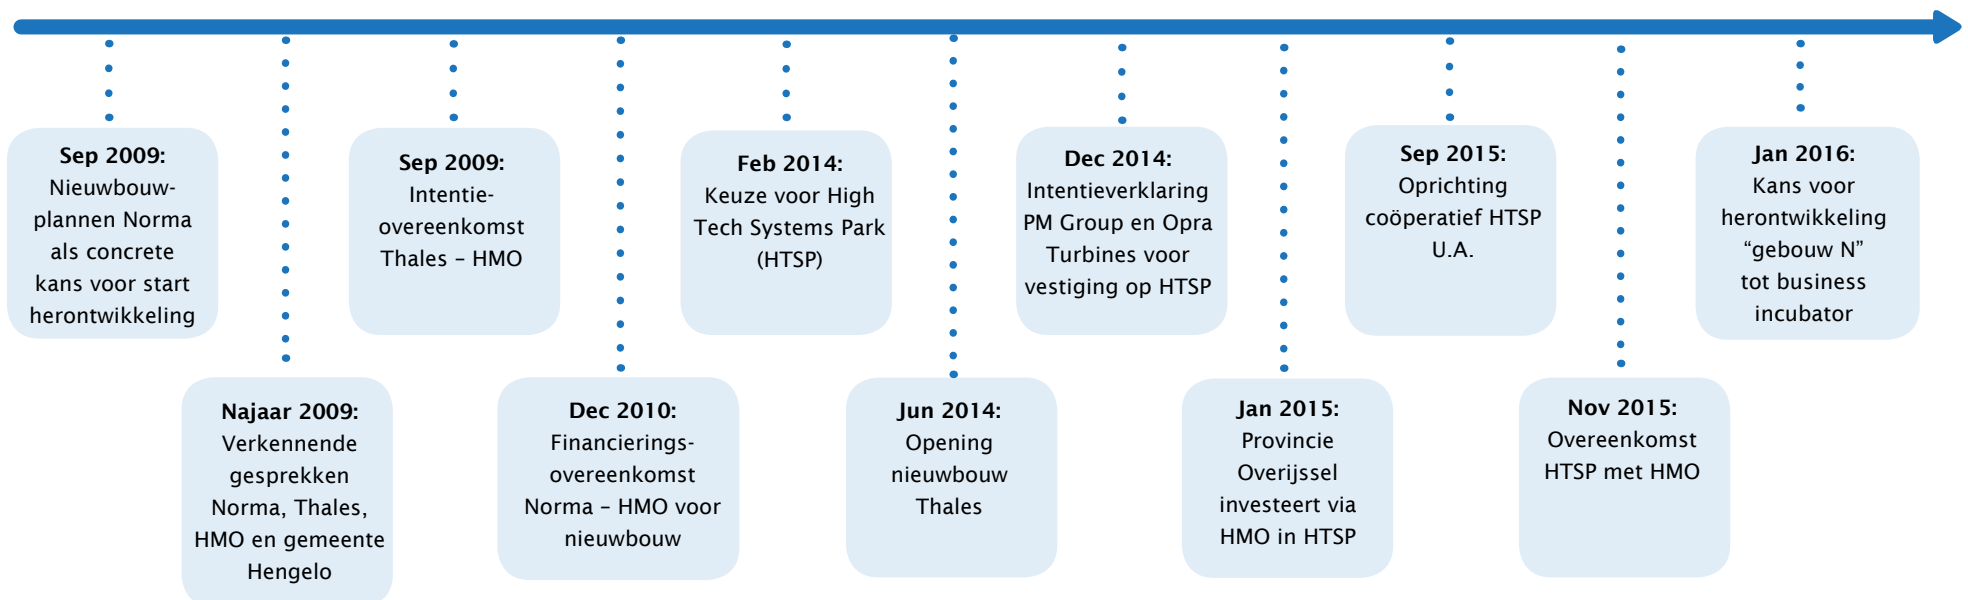 Sep 2009:
Nieuwbouw-
plannen Norma
als concrete
kans voor start
herontwikkeling
Najaar 2009:
Verkennende
gesprekken
Norma, Thales,
HMO en gemeente
Hengelo
Sep 2009:
Intentie-
overeenkomst
Thales – HMO
Dec 2010:
Financierings-
overeenkomst
Norma – HMO voor
nieuwbouw
Feb 2014:
Keuze voor High
Tech Systems Park
(HTSP)
Jun 2014:
Opening
nieuwbouw
Thales
Dec 2014:
Intentieverklaring
PM Group en Opra
Turbines voor
vestiging op HTSP
Jan 2015:
Provincie
Overijssel
investeert via
HMO in HTSP
Sep 2015:
Oprichting
coöperatief HTSP
U.A.
Nov 2015:
Overeenkomst
HTSP met HMO
Jan 2016:
Kans voor
herontwikkeling
“gebouw N”
tot business
incubator